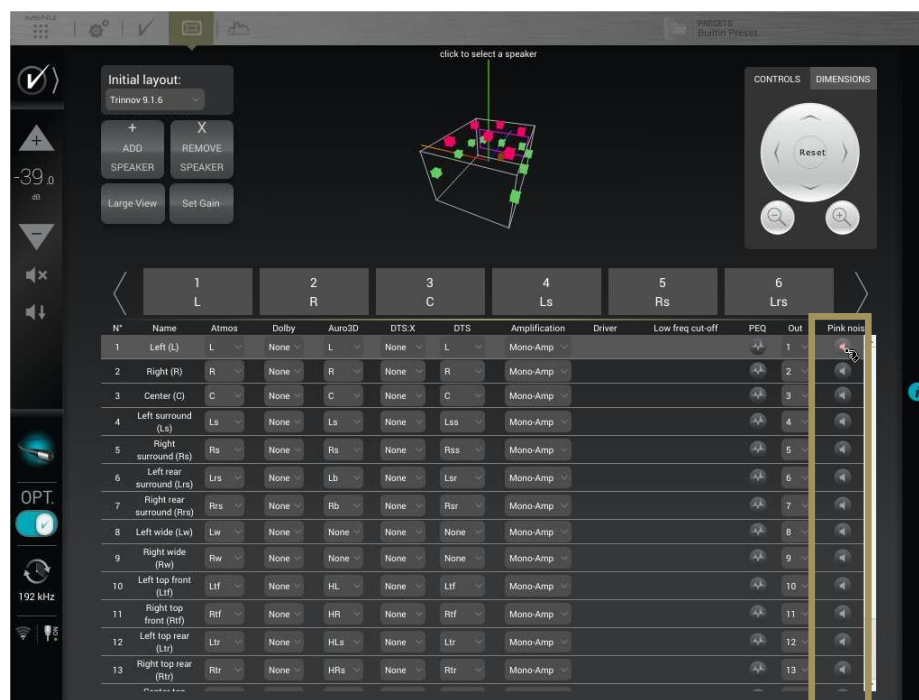 MENU
PRESETS
Builtin Preset
click to select a speaker
Initial layout:
Trinnov 9.1.6
+ ADD SPEAKER
X REMOVE SPEAKER
Large View
Set Gain
CONTROLS DIMENSIONS
Reset
-39.0
dB
OPT.
192 kHz
ON
1 2 3 4 5 6
L R C Ls Rs Lrs
N° Name Atmos Dolby Auro3D DTS:X DTS Amplification Driver Low freq cut-off PEQ Out Pink nois
1 Left (L) L None L None L Mono-Amp 1
2 Right (R) R None R None R Mono-Amp 2
3 Center (C) C None C None C Mono-Amp 3
4 Left surround (Ls) Ls None Ls None Lss Mono-Amp 4
5 Right surround (Rs) Rs None Rs None Rss Mono-Amp 5
6 Left rear surround (Lrs) Lrs None Lb None Lsr Mono-Amp 6
7 Right rear surround (Rrs) Rrs None Rb None Rsr Mono-Amp 7
8 Left wide (Lw) Lw None None None None Mono-Amp 8
9 Right wide (Rw) Rw None None None None Mono-Amp 9
10 Left top front (Ltf) Ltf None HL None Ltf Mono-Amp 10
11 Right top front (Rtf) Rtf None HR None Rtf Mono-Amp 11
12 Left top rear (Ltr) Ltr None HLs None Ltr Mono-Amp 12
13 Right top rear (Rtr) Rtr None HRs None Rtr Mono-Amp 13